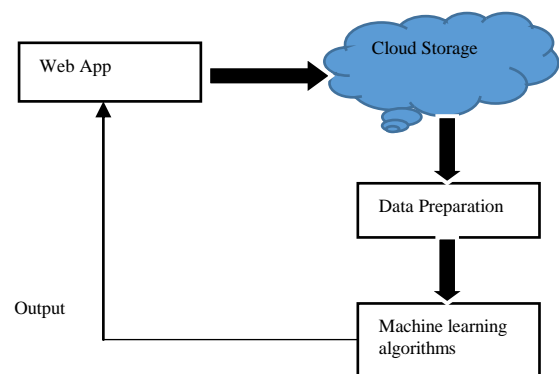 Web App
Cloud Storage
Data Preparation
Output
Machine learning
algorithms